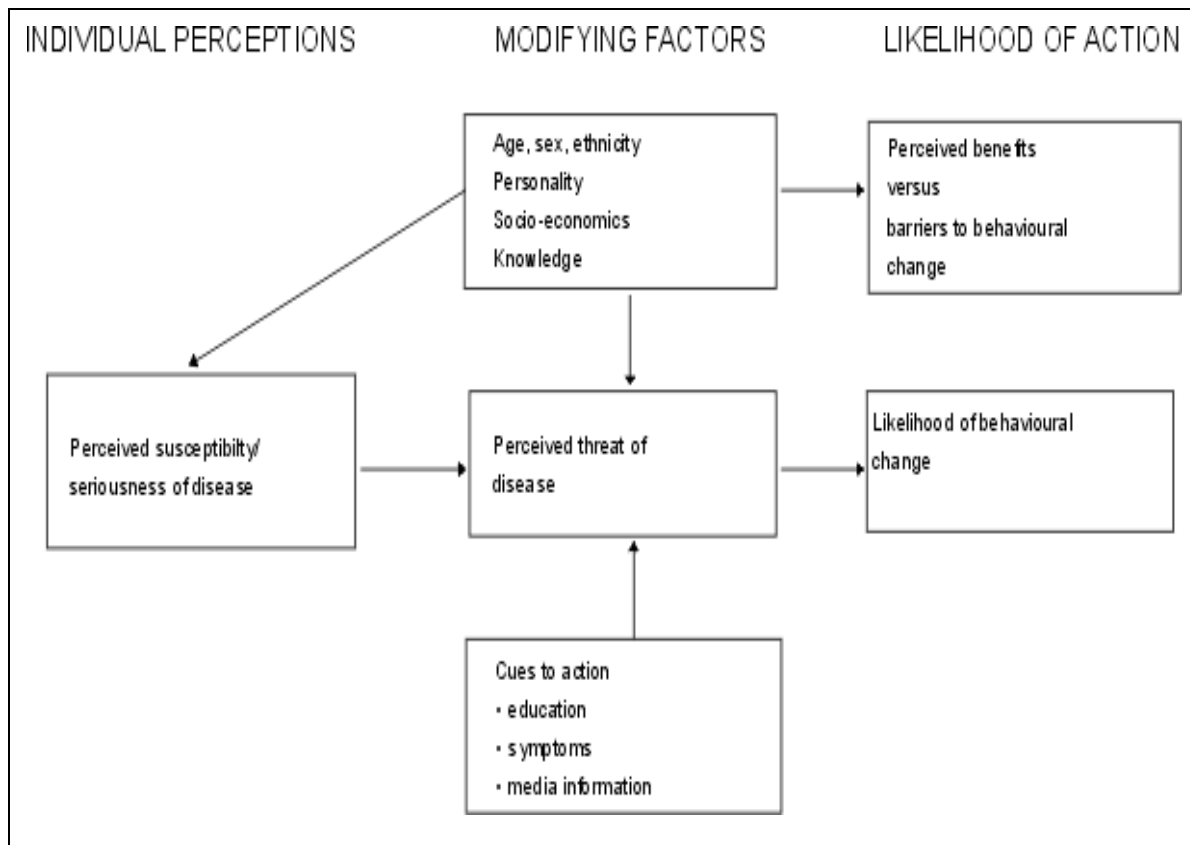 INDIVIDUAL PERCEPTIONS
MODIFYING FACTORS
LIKELIHOOD OF ACTION
Age, sex, ethnicity
Personality
Socio-economics
Knowledge
Perceived benefits
versus
barriers to behavioural
change
Perceived susceptibilty/
seriousness of disease
Perceived threat of
disease
Likelihood of behavioural
change
Cues to action
• education
• symptoms
• media information